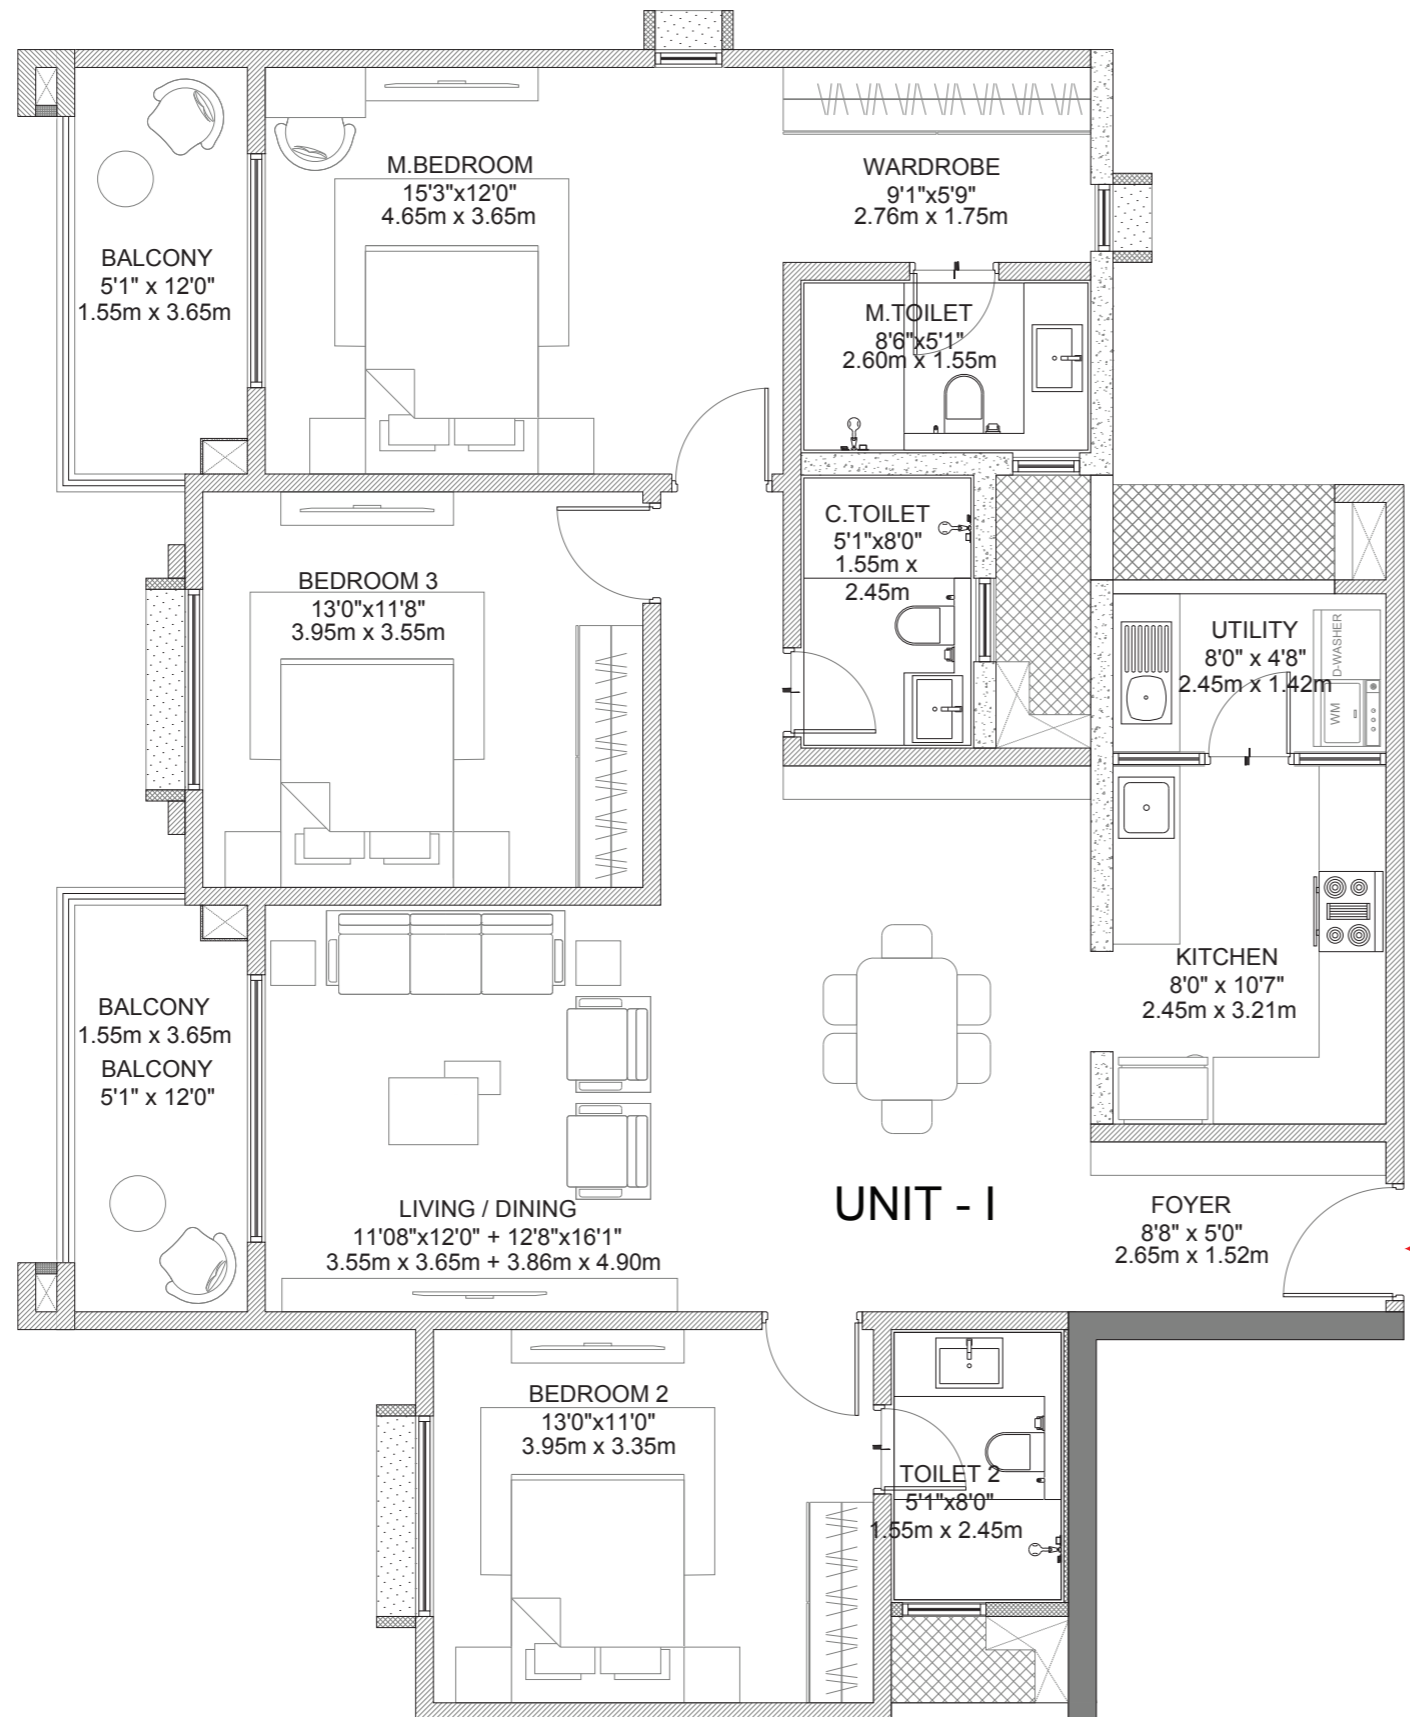 M.BEDROOM
15'3"x12'0"
4.65m x 3.65m
WARDROBE
9'1"x5'9"
2.76m x 1.75m
BALCONY
5'1" x 12'0"
1.55m x 3.65m
M.TOILET
8'6"x5'1"
2.60m x 1.55m
C.TOILET
5'1"x8'0"
1.55m x
2.45m
BEDROOM 3
13'0"x11'8"
3.95m x 3.55m
UTILITY
8'0" x 4'8"
2.45m x 1.42m
D-WASHER
WM
KITCHEN
8'0" x 10'7"
2.45m x 3.21m
BALCONY
1.55m x 3.65m
BALCONY
5'1" x 12'0"
LIVING / DINING
11'08"x12'0" + 12'8"x16'1"
3.55m x 3.65m + 3.86m x 4.90m
UNIT - I
FOYER
8'8" x 5'0"
2.65m x 1.52m
BEDROOM 2
13'0"x11'0"
3.95m x 3.35m
TOILET 2
5'1"x8'0"
1.55m x 2.45m